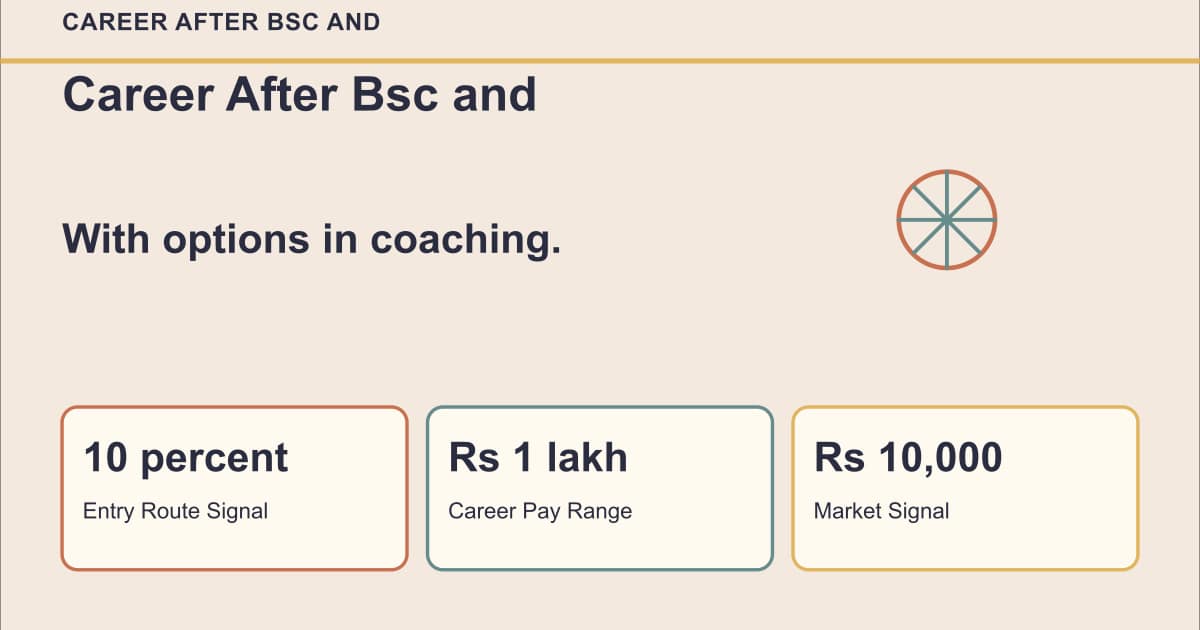 CAREER AFTER BSC AND
Career After Bsc and
With options in coaching.
10 percent
Entry Route Signal
Rs 1 lakh
Career Pay Range
Rs 10,000
Market Signal